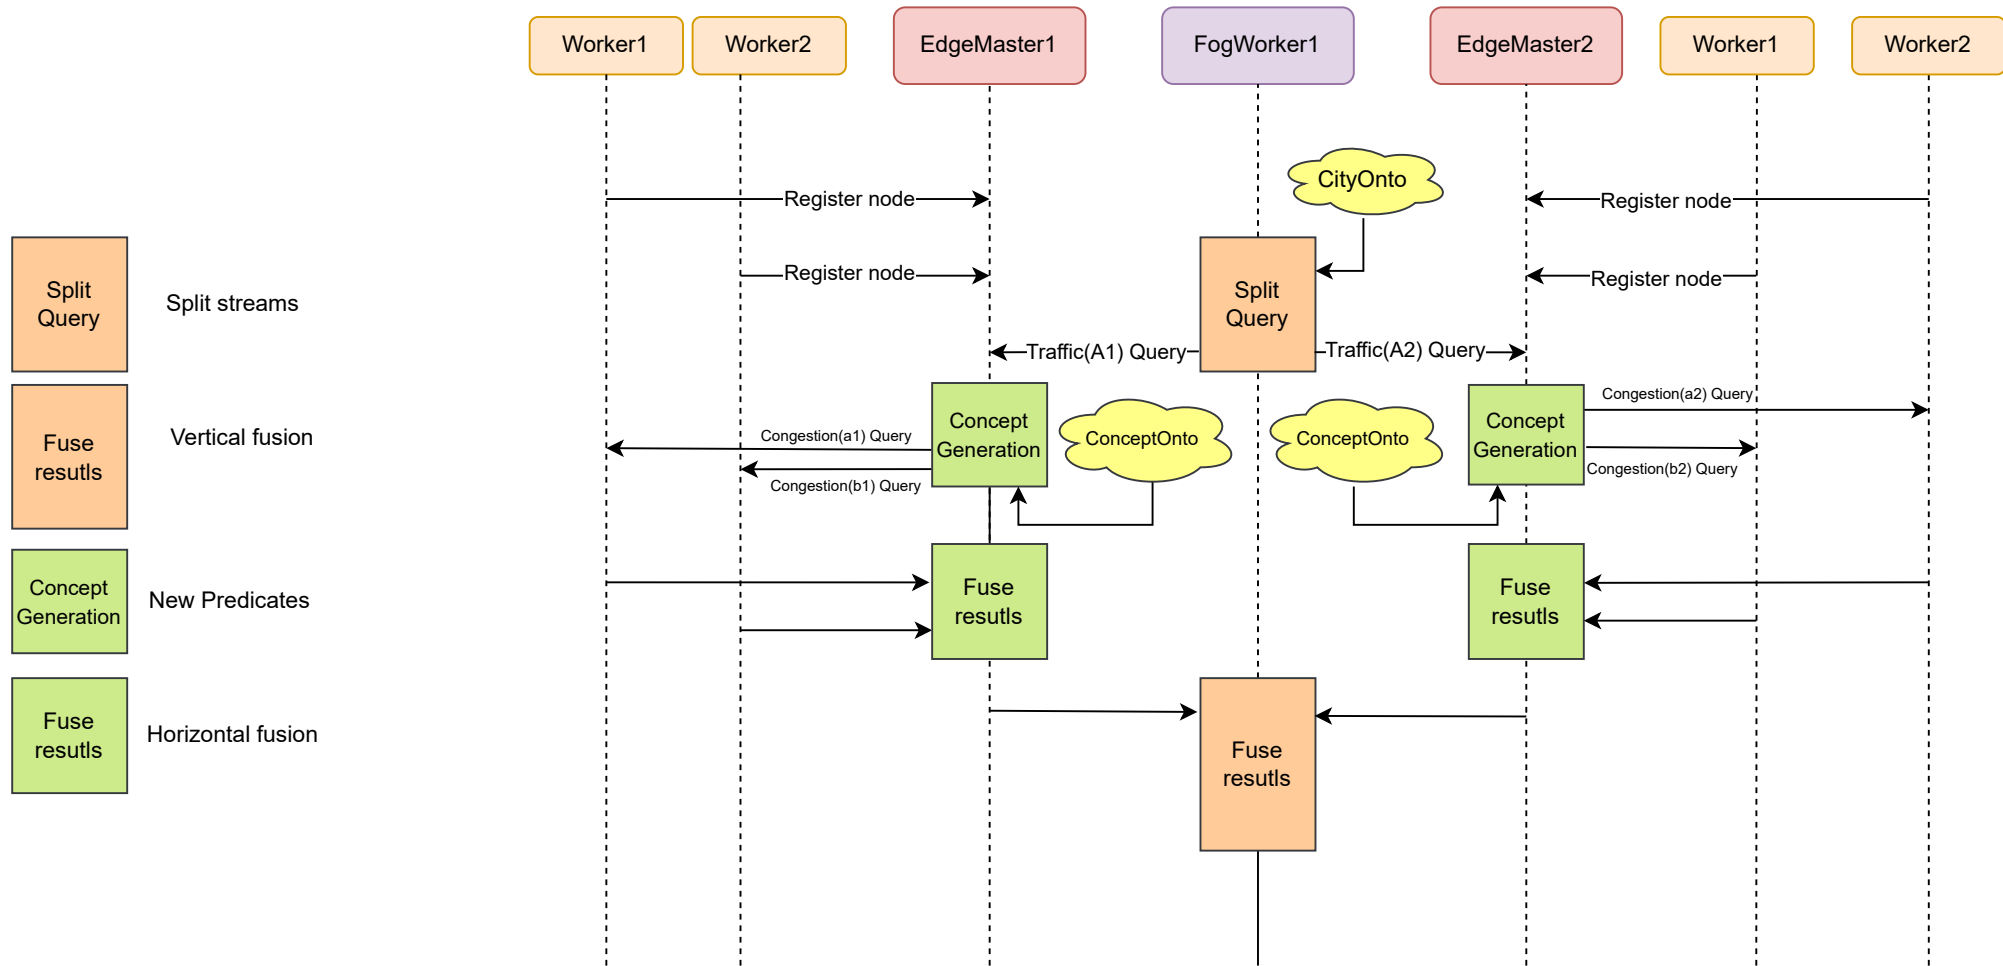 Worker1
Worker2
EdgeMaster1
FogWorker1
EdgeMaster2
Worker1
Worker2
CityOnto
Register node
Register node
Register node
Register node
Split
Query
Split streams
Split
Query
Traffic(A1) Query
Traffic(A2) Query
Fuse
resutls
Vertical fusion
Congestion(a1) Query
Congestion(b1) Query
Concept
Generation
ConceptOnto
ConceptOnto
Concept
Generation
Congestion(a2) Query
Congestion(b2) Query
Concept
Generation
New Predicates
Fuse
resutls
Fuse
resutls
Fuse
resutls
Horizontal fusion
Fuse
resutls